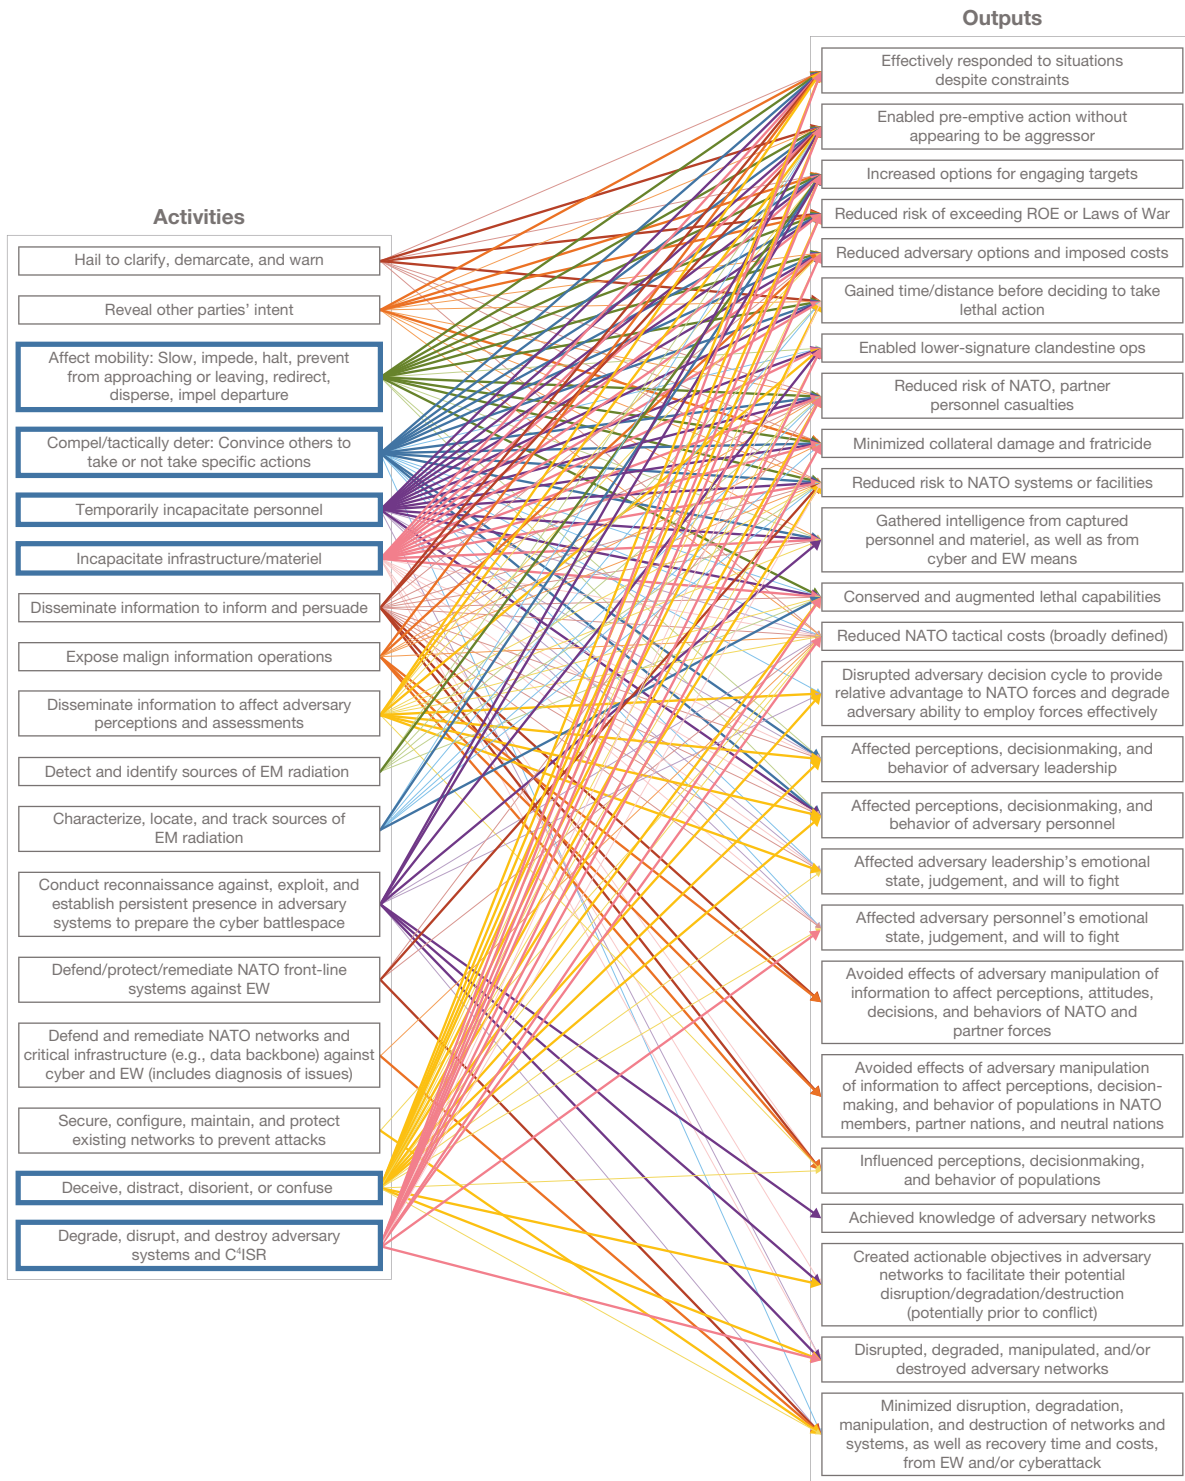 Activities
Hail to clarify, demarcate, and warn
Reveal other parties’ intent
Affect mobility: Slow, impede, halt, prevent
from approaching or leaving, redirect,
disperse, impel departure
Compel/tactically deter: Convince others to
take or not take specific actions
Temporarily incapacitate personnel
Incapacitate infrastructure/materiel
Disseminate information to inform and persuade
Expose malign information operations
Disseminate information to affect adversary
perceptions and assessments
Detect and identify sources of EM radiation
Characterize, locate, and track sources of
EM radiation
Conduct reconnaissance against, exploit, and
establish persistent presence in adversary
systems to prepare the cyber battlespace
Defend/protect/remediate NATO front-line
systems against EW
Defend and remediate NATO networks and
critical infrastructure (e.g., data backbone) against
cyber and EW (includes diagnosis of issues)
Secure, configure, maintain, and protect
existing networks to prevent attacks
Deceive, distract, disorient, or confuse
Degrade, disrupt, and destroy adversary
systems and C⁴ISR
Outputs
Effectively responded to situations
despite constraints
Enabled pre-emptive action without
appearing to be aggressor
Increased options for engaging targets
Reduced risk of exceeding ROE or Laws of War
Reduced adversary options and imposed costs
Gained time/distance before deciding to take
lethal action
Enabled lower-signature clandestine ops
Reduced risk of NATO, partner
personnel casualties
Minimized collateral damage and fratricide
Reduced risk to NATO systems or facilities
Gathered intelligence from captured
personnel and materiel, as well as from
cyber and EW means
Conserved and augmented lethal capabilities
Reduced NATO tactical costs (broadly defined)
Disrupted adversary decision cycle to provide
relative advantage to NATO forces and degrade
adversary ability to employ forces effectively
Affected perceptions, decisionmaking, and
behavior of adversary leadership
Affected perceptions, decisionmaking, and
behavior of adversary personnel
Affected adversary leadership’s emotional
state, judgement, and will to fight
Affected adversary personnel’s emotional
state, judgement, and will to fight
Avoided effects of adversary manipulation of
information to affect perceptions, attitudes,
decisions, and behaviors of NATO and
partner forces
Avoided effects of adversary manipulation
of information to affect perceptions, decision-
making, and behavior of populations in NATO
members, partner nations, and neutral nations
Influenced perceptions, decisionmaking,
and behavior of populations
Achieved knowledge of adversary networks
Created actionable objectives in adversary
networks to facilitate their potential
disruption/degradation/destruction
(potentially prior to conflict)
Disrupted, degraded, manipulated, and/or
destroyed adversary networks
Minimized disruption, degradation,
manipulation, and destruction of networks and
systems, as well as recovery time and costs,
from EW and/or cyberattack